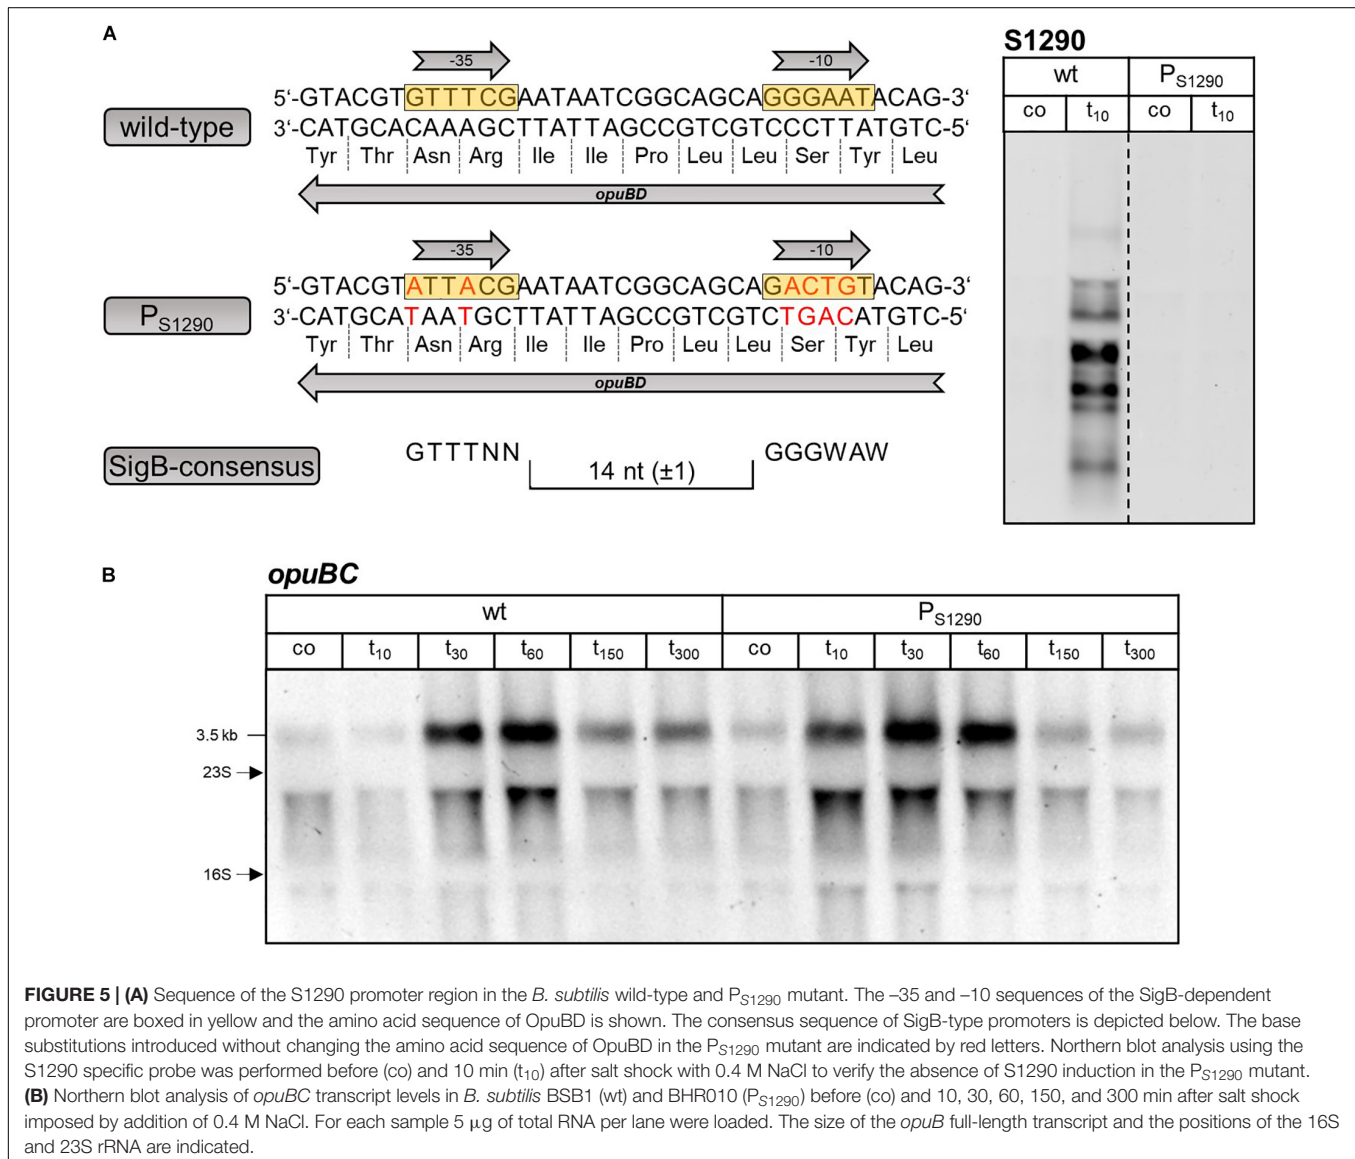 A
-35 -10
5‘-GTACGTGTTTCGAATAATCGGCAGCAGGGAATACAG-3‘
wild-type
3‘-CATGCACAAAGCTTATTAGCCGTCGTCCCTTATGTC-5‘
Tyr Thr Asn Arg Ile Ile Pro Leu Leu Ser Tyr Leu
opuBD
-35 -10
5‘-GTACGTATTACGAATAATCGGCAGCAGACTGTACAG-3‘
PS1290
3‘-CATGCATAATGCTTATTAGCCGTCGTCTGACATGTC-5‘
Tyr Thr Asn Arg Ile Ile Pro Leu Leu Ser Tyr Leu
opuBD
SigB-consensus
GTTTNN GGGWAW
14 nt (±1)
S1290
wt PS1290
co t10 co t10
B
opuBC
wt PS1290
co t10 t30 t60 t150 t300 co t10 t30 t60 t150 t300
3.5 kb
23S
16S
FIGURE 5 | (A) Sequence of the S1290 promoter region in the B. subtilis wild-type and PS1290 mutant. The –35 and –10 sequences of the SigB-dependent
promoter are boxed in yellow and the amino acid sequence of OpuBD is shown. The consensus sequence of SigB-type promoters is depicted below. The base
substitutions introduced without changing the amino acid sequence of OpuBD in the PS1290 mutant are indicated by red letters. Northern blot analysis using the
S1290 specific probe was performed before (co) and 10 min (t10) after salt shock with 0.4 M NaCl to verify the absence of S1290 induction in the PS1290 mutant.
(B) Northern blot analysis of opuBC transcript levels in B. subtilis BSB1 (wt) and BHR010 (PS1290) before (co) and 10, 30, 60, 150, and 300 min after salt shock
imposed by addition of 0.4 M NaCl. For each sample 5 μg of total RNA per lane were loaded. The size of the opuB full-length transcript and the positions of the 16S
and 23S rRNA are indicated.